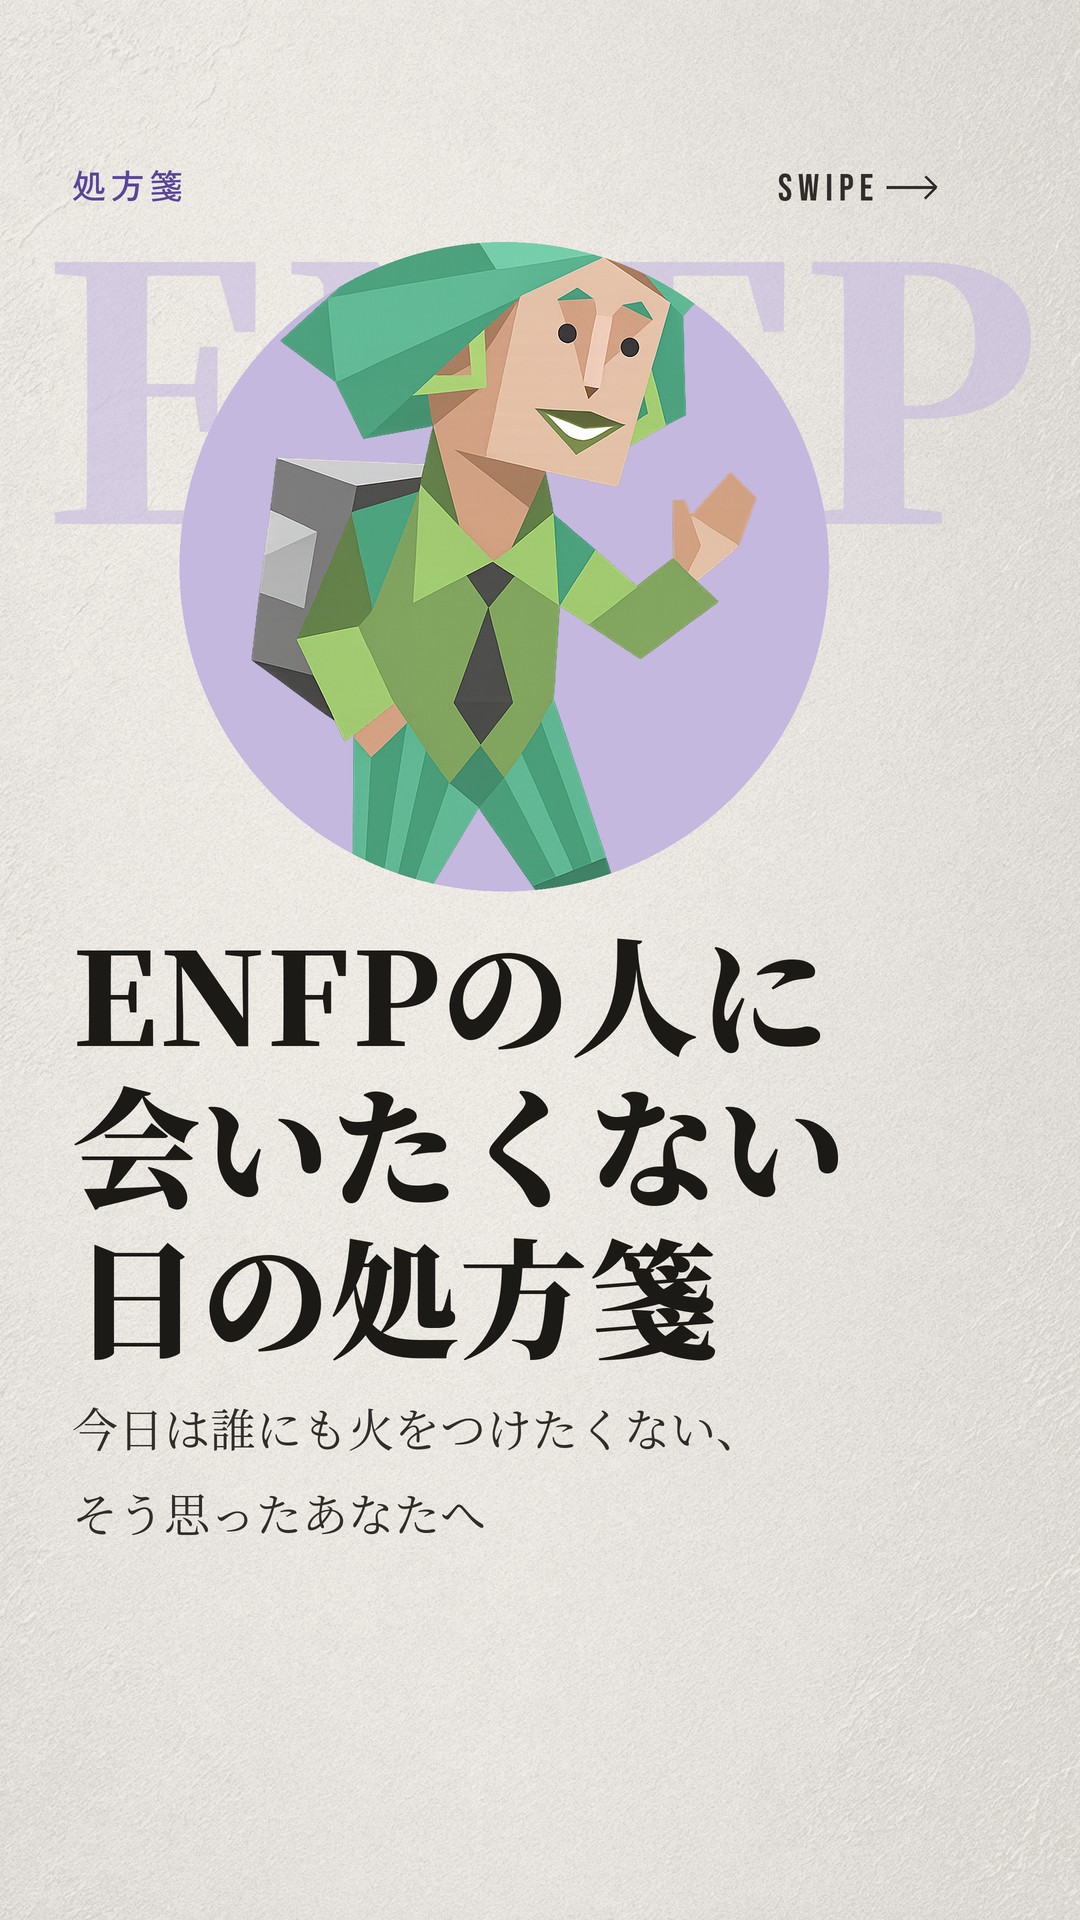 処方箋
SWIPE →
ENFP
ENFPの人に
会いたくない
日の処方箋
今日は誰にも火をつけたくない、
そう思ったあなたへ